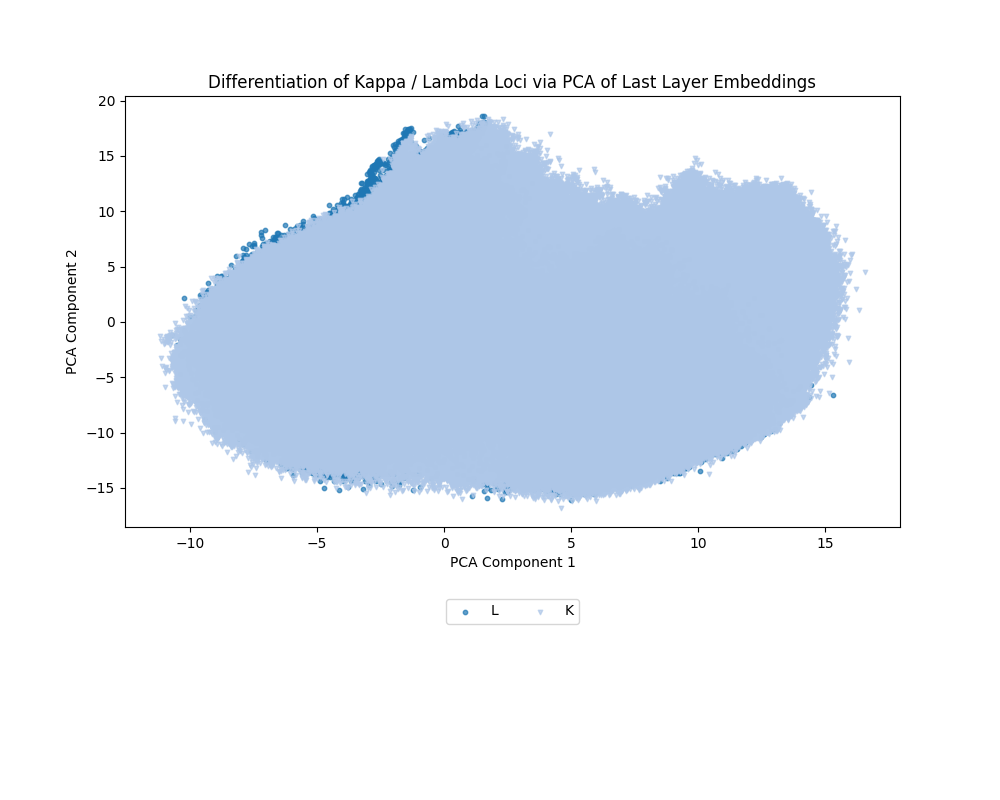 Differentiation of Kappa / Lambda Loci via PCA of Last Layer Embeddings
20
15
10
5
0
−5
−10
−15
PCA Component 2
−10 −5 0 5 10 15
PCA Component 1
L K